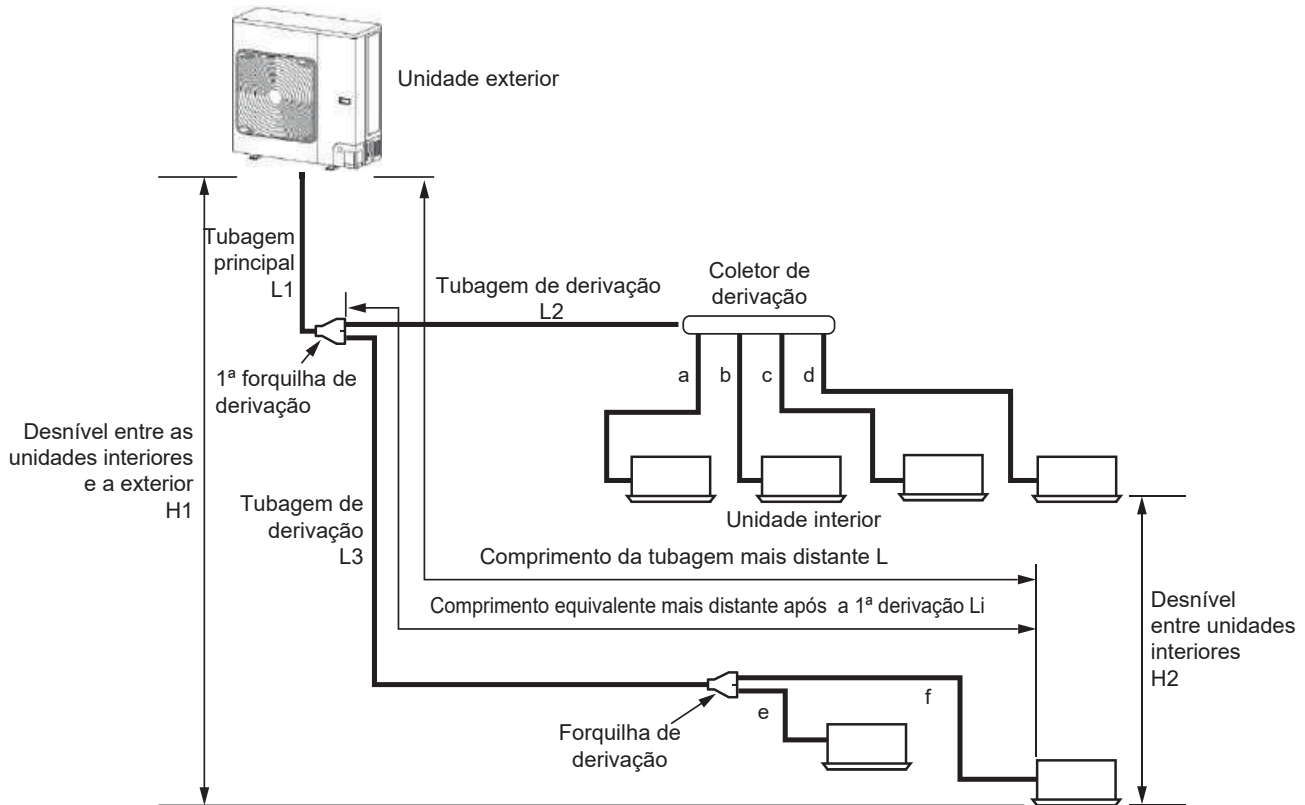 Unidade exterior
Tubagem
principal
L1
Tubagem de derivação
L2
Coletor de
derivação
1ª forquilha de
derivação
a
b
c
d
Desnível entre as
unidades interiores
e a exterior
H1
Tubagem de
derivação
L3
Unidade interior
Comprimento da tubagem mais distante L
Comprimento equivalente mais distante após a 1ª derivação Li
Desnível
entre unidades
interiores
H2
e
f
Forquilha de
derivação